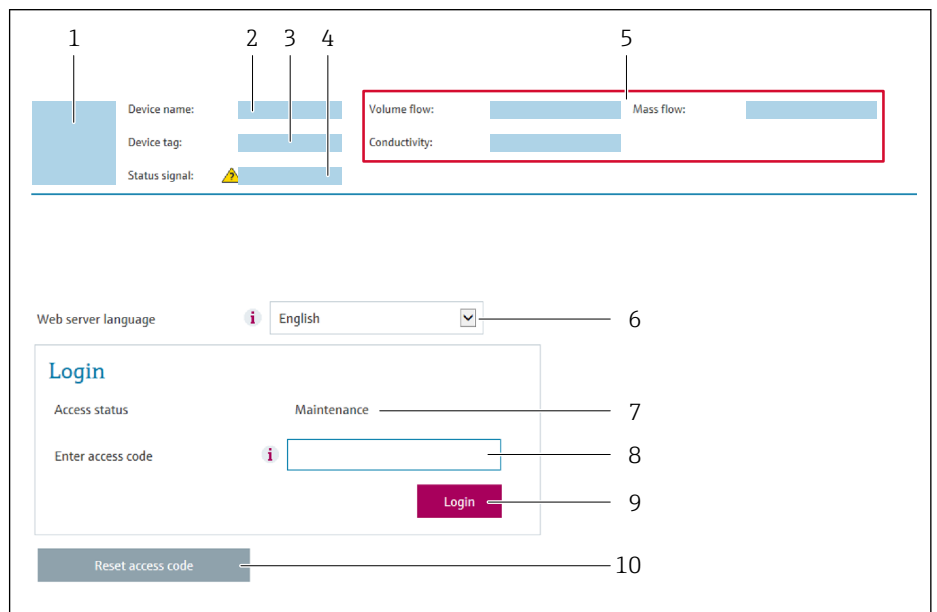 1 2 3 4 5
Device name: Volume flow: Mass flow:
Device tag: Conductivity:
Status signal: ?
Web server language i English 6
Login
Access status Maintenance 7
Enter access code i 8
Login 9
Reset access code 10